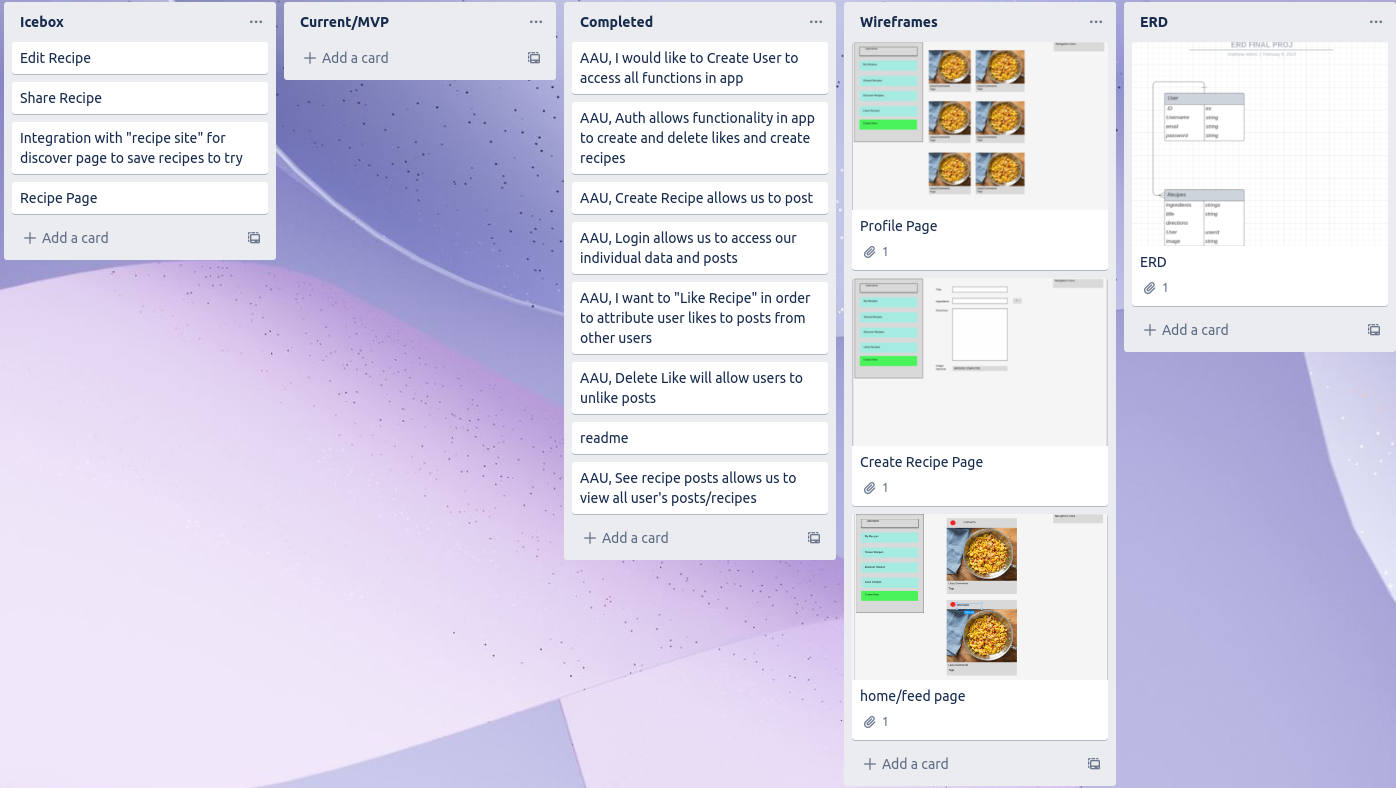 Icebox
Edit Recipe
Share Recipe
Integration with "recipe site" for
discover page to save recipes to try
Recipe Page
Add a card
Current/MVP
Add a card
Completed
AAU, I would like to Create User to
access all functions in app
AAU, Auth allows functionality in app
to create and delete likes and create
recipes
AAU, Create Recipe allows us to post
AAU, Login allows us to access our
individual data and posts
AAU, I want to "Like Recipe" in order
to attribute user likes to posts from
other users
AAU, Delete Like will allow users to
unlike posts
readme
AAU, See recipe posts allows us to
view all user's posts/recipes
Add a card
Wireframes
Profile Page
1
Create Recipe Page
1
home/feed page
1
Add a card
ERD
ERD FINAL PROJ
User
ID int
Username string
email string
password string
Recipes
ingredients strings
title string
directions
User userid
image string
ERD
1
Add a card